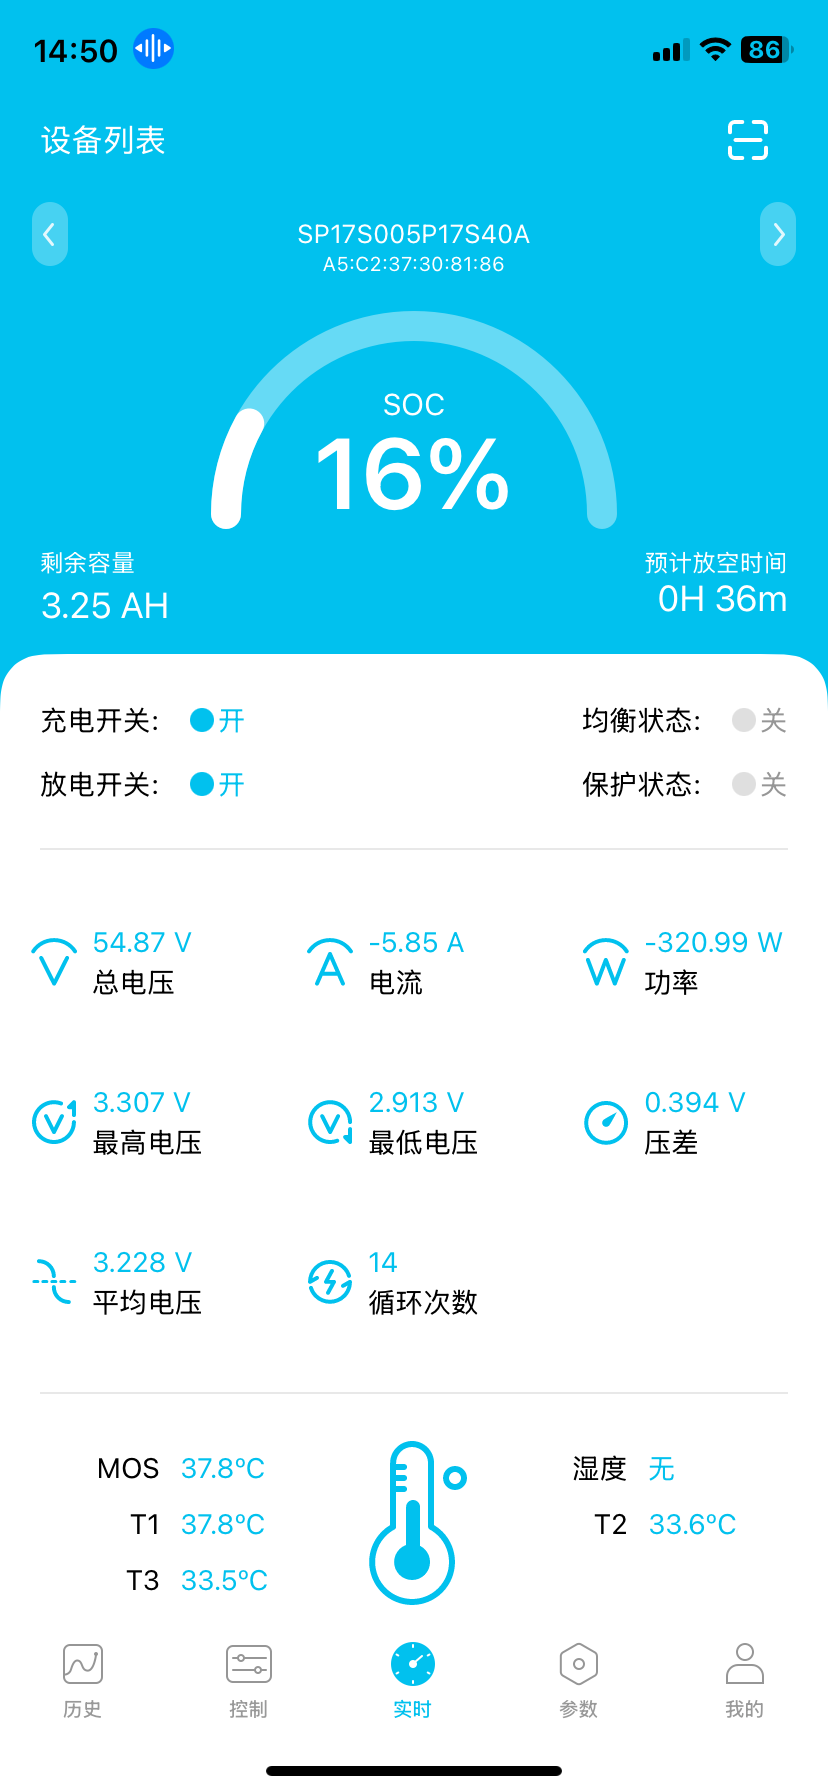 14:50
86
设备列表
SP17S005P17S40A
A5:C2:37:30:81:86
SOC
16%
剩余容量
3.25 AH
预计放空时间
0H 36m
充电开关: 开
均衡状态: 关
放电开关: 开
保护状态: 关
54.87 V
总电压
-5.85 A
电流
-320.99 W
功率
3.307 V
最高电压
2.913 V
最低电压
0.394 V
压差
3.228 V
平均电压
14
循环次数
MOS 37.8℃
湿度 无
T1 37.8℃
T2 33.6℃
T3 33.5℃
历史
控制
实时
参数
我的